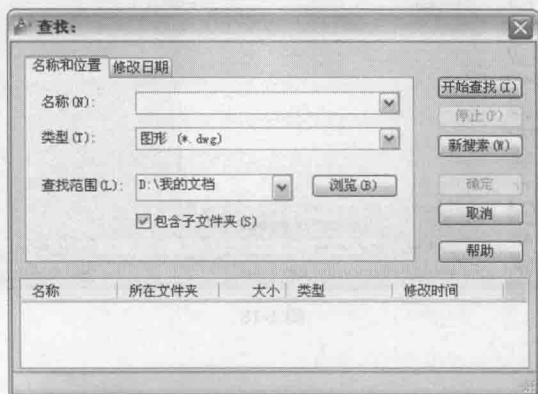 查找:
名称和位置 修改日期
名称(N):
类型(T): 图形 (*.dwg)
查找范围(L): D:\我的文档 浏览(B)
包含子文件夹(S)
开始查找(I)
停止(P)
新搜索(W)
确定
取消
帮助
名称 所在文件夹 大小 类型 修改时间